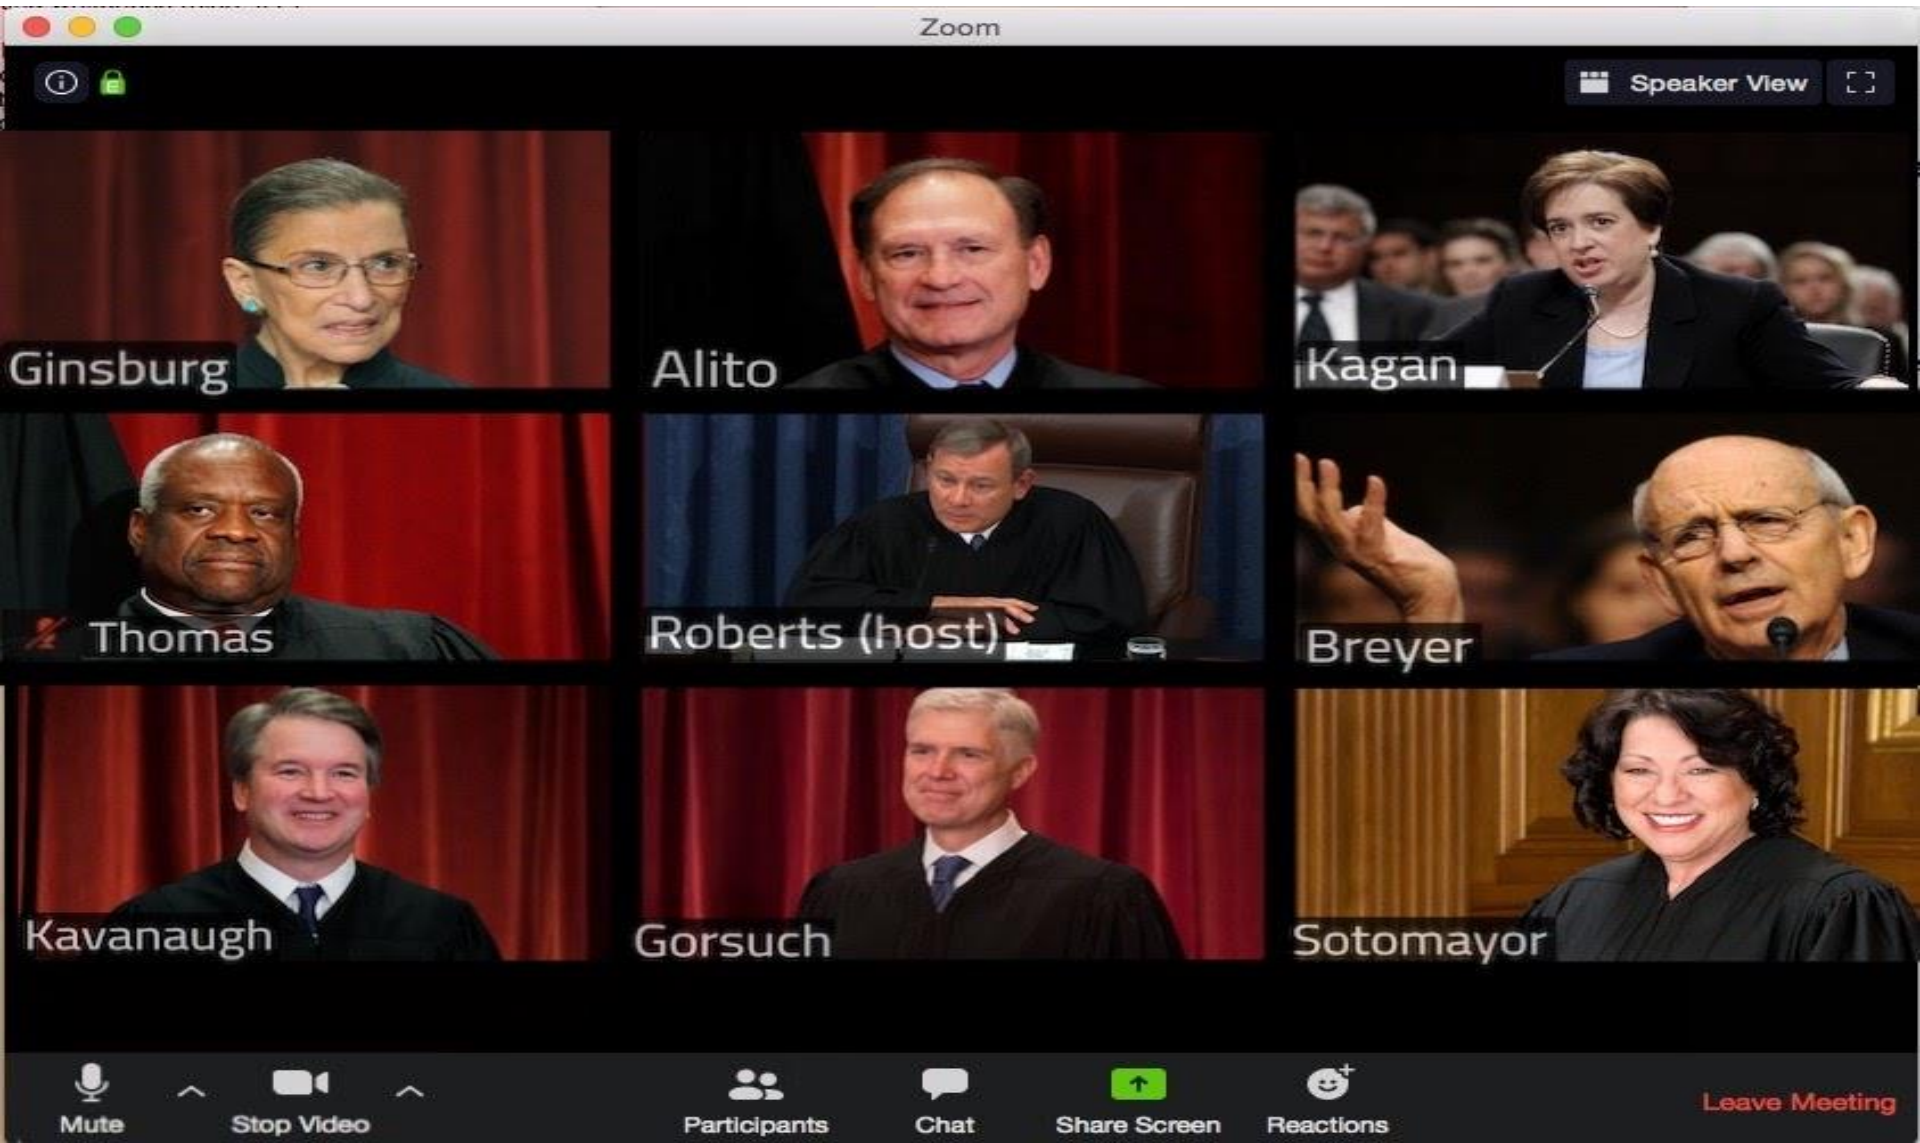 Zoom
Speaker View
Ginsburg
Alito
Kagan
Thomas
Roberts (host)
Breyer
Kavanaugh
Gorsuch
Sotomayor
Mute
Stop Video
Participants
Chat
Share Screen
Reactions
Leave Meeting